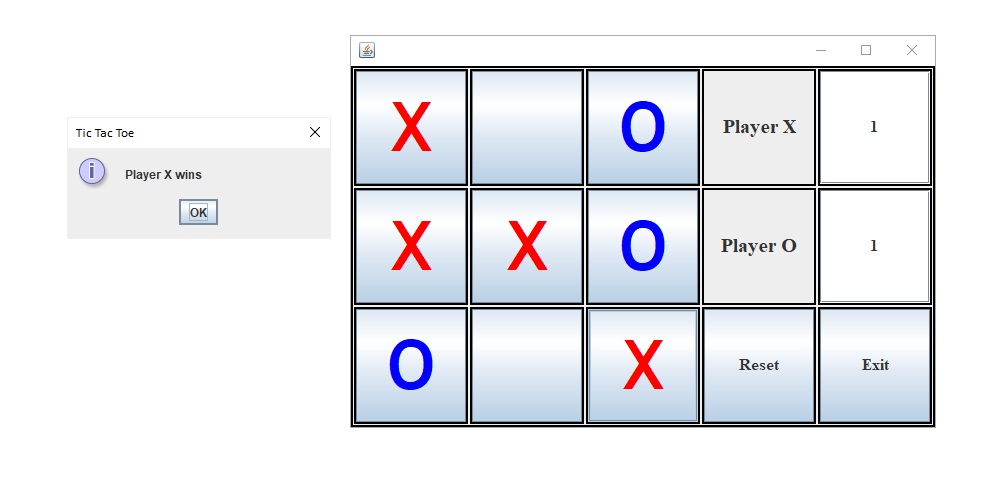 Tic Tac Toe
Player X wins
OK
X O Player X 1
X X O Player O 1
O X Reset Exit